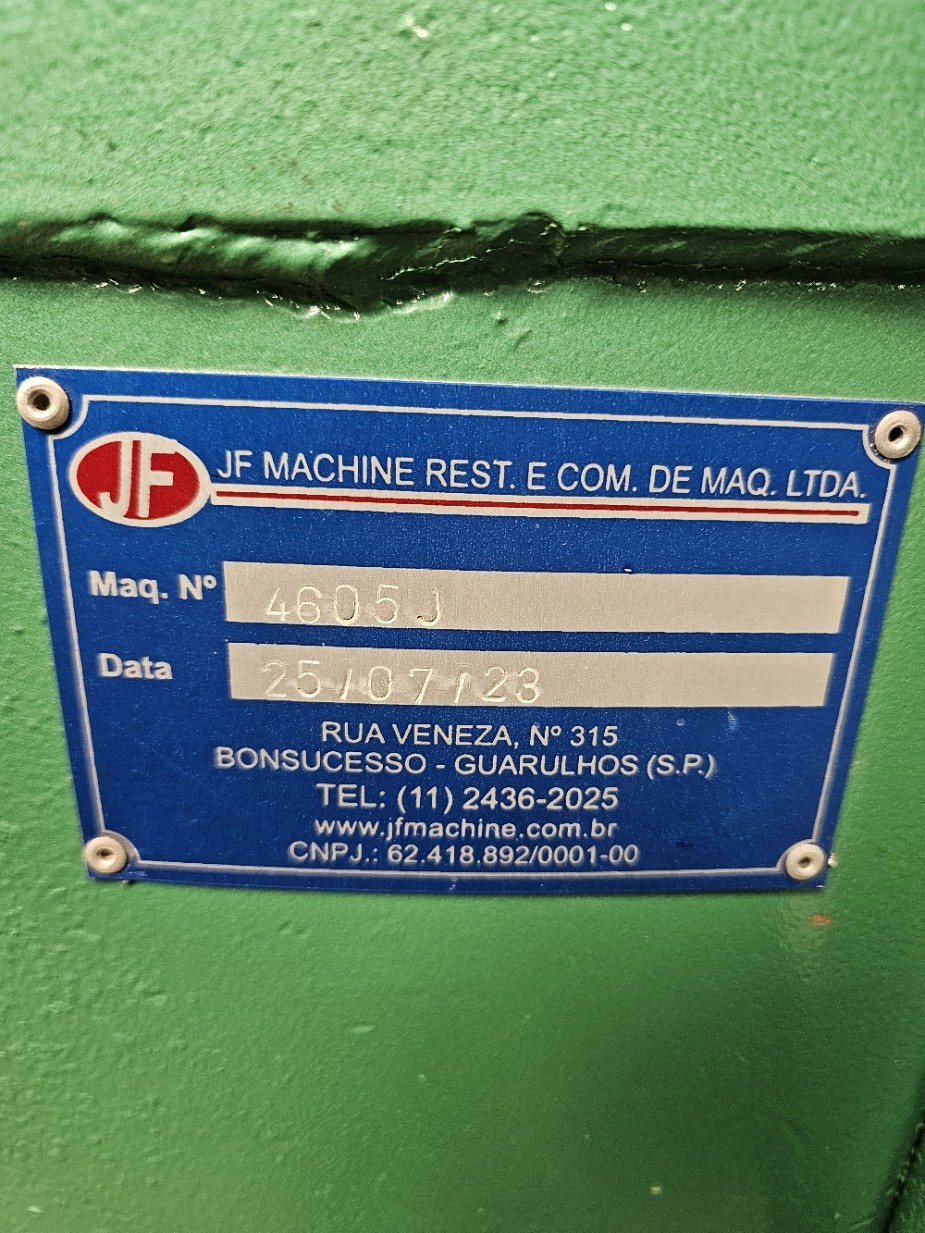 JF JF MACHINE REST. E COM. DE MAQ. LTDA.
Maq. Nº 4605J
Data 25/07/23
RUA VENEZA, Nº 315
BONSUCESSO - GUARULHOS (S.P.)
TEL: (11) 2436-2025
www.jfmachine.com.br
CNPJ.: 62.418.892/0001-00